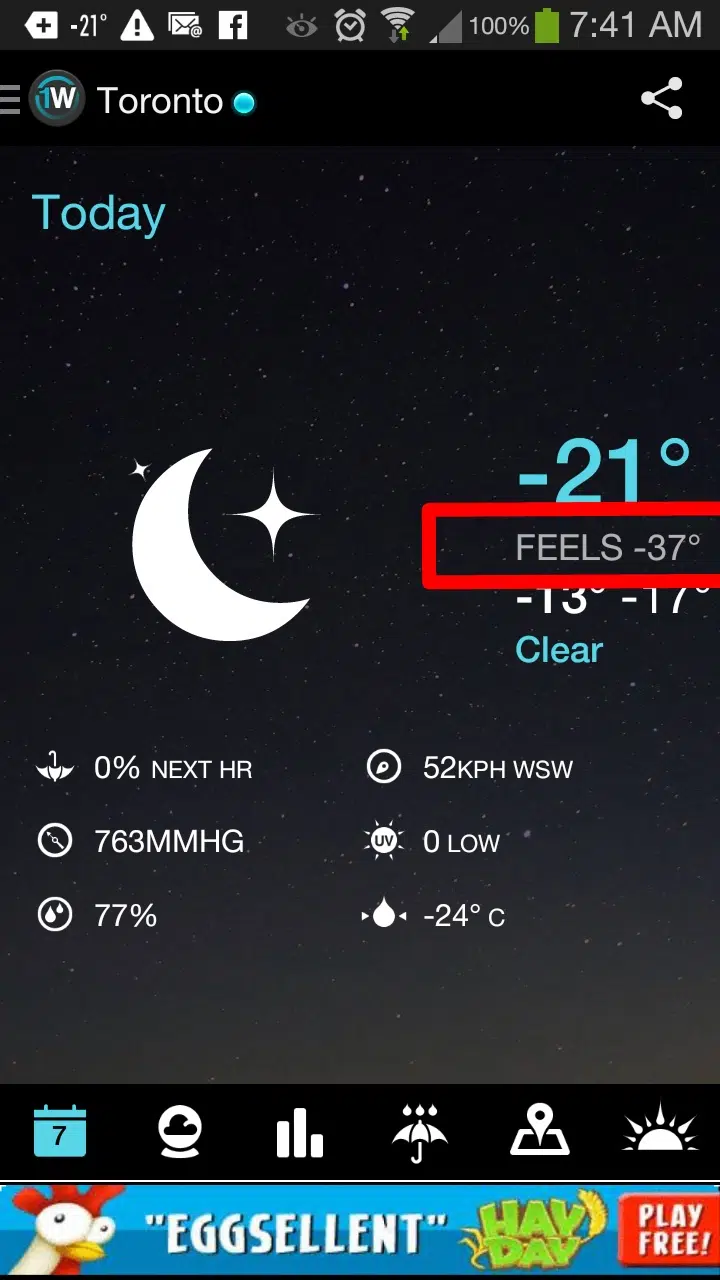 -21° 100% 7:41 AM
1W Toronto
Today
-21°
FEELS -37°
-13° -17°
Clear
0% NEXT HR 52KPH WSW
763MMHG UV 0 LOW
77% -24° C
7
"EGGSELLENT" HAY DAY PLAY FREE!